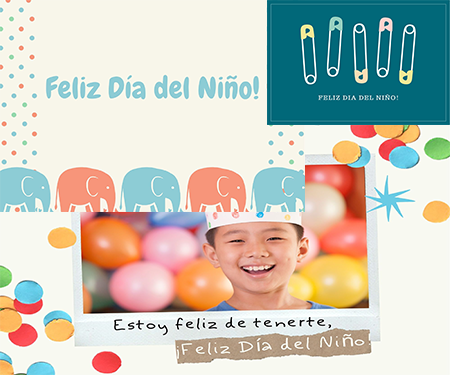 Feliz Día del Niño!
FELIZ DIA DEL NIÑO!
Estoy feliz de tenerte,
¡Feliz Día del Niño!